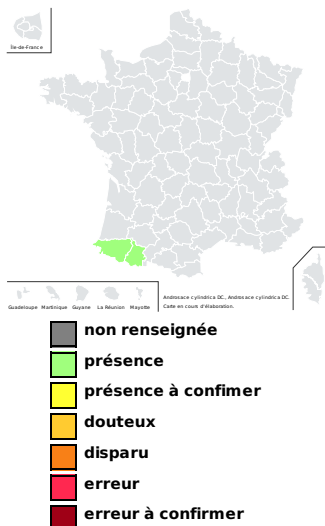 Île-de-France
Guadeloupe Martinique Guyane La Réunion Mayotte
Androsace cylindrica DC., Androsace cylindrica DC.
Carte en cours d'élaboration.
non renseignée
présence
présence à confimer
douteux
disparu
erreur
erreur à confirmer